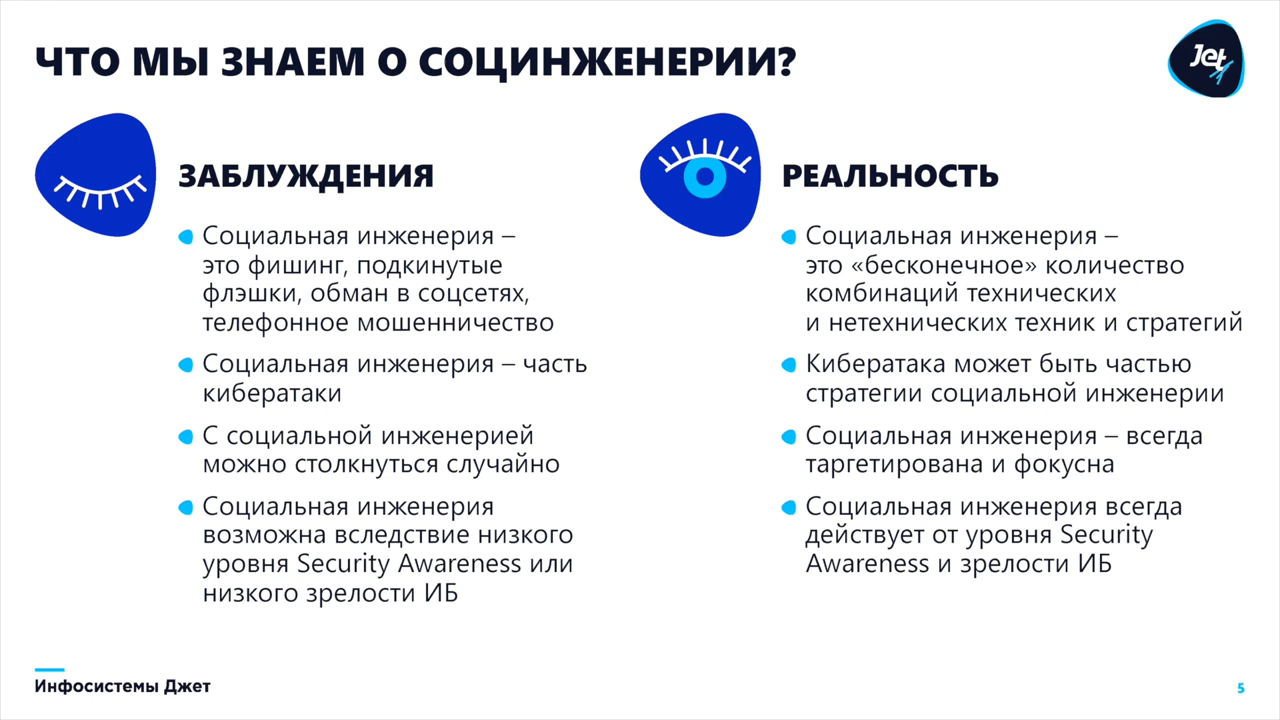 ЧТО МЫ ЗНАЕМ О СОЦИНЖЕНЕРИИ?
Jet
ЗАБЛУЖДЕНИЯ
Социальная инженерия –
это фишинг, подкинутые
флэшки, обман в соцсетях,
телефонное мошенничество
Социальная инженерия – часть
кибератаки
С социальной инженерией
можно столкнуться случайно
Социальная инженерия
возможна вследствие низкого
уровня Security Awareness или
низкого зрелости ИБ
РЕАЛЬНОСТЬ
Социальная инженерия –
это «бесконечное» количество
комбинаций технических
и нетехнических техник и стратегий
Кибератака может быть частью
стратегии социальной инженерии
Социальная инженерия – всегда
таргетирована и фокусна
Социальная инженерия всегда
действует от уровня Security
Awareness и зрелости ИБ
Инфосистемы Джет
5